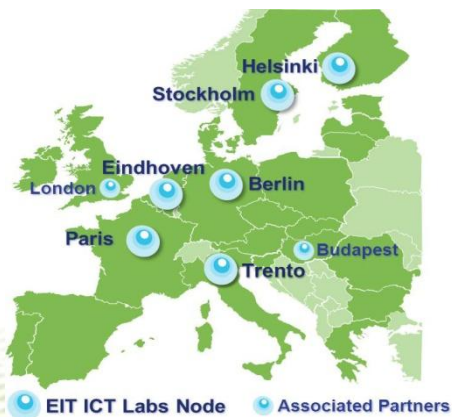 Helsinki
Stockholm
Eindhoven
London
Berlin
Paris
Budapest
Trento
EIT ICT Labs Node
Associated Partners